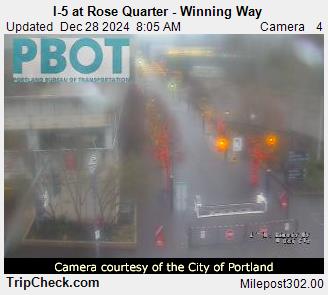 I-5 at Rose Quarter - Winning Way
Updated Dec 28 2024 8:05 AM Camera 4
PBOT
PORTLAND BUREAU OF TRANSPORTATION
Camera courtesy of the City of Portland
TripCheck.com Milepost302.00